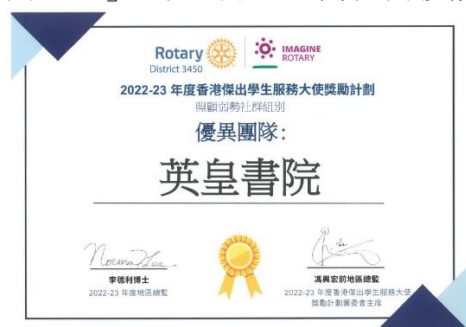 Rotary
District 3450
IMAGINE
ROTARY
2022-23 年度香港傑出學生服務大使獎勵計劃
照顧弱勢社群組別
優異團隊：
英皇書院
Norma Lee
李德利博士
2022-23 年度地區總監
馮興宏前地區總監
2022-23 年度香港傑出學生服務大使
獎勵計劃籌委會主席